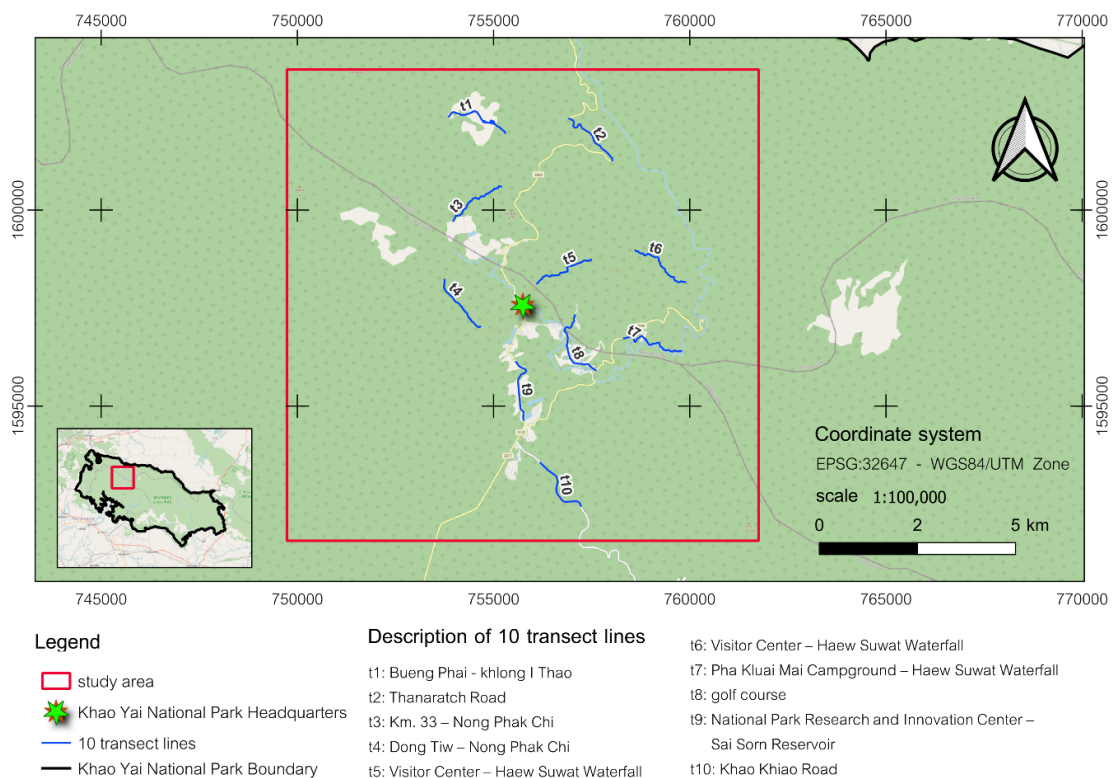 745000 750000 755000 760000 765000 770000
1600000
1595000
1600000
1595000
t1
t2
t3
t6
t5
t4
t7
t8
t9
t10
Coordinate system
EPSG:32647 - WGS84/UTM Zone
scale 1:100,000
0 2 5 km
745000 750000 755000 760000 765000 770000
Legend
study area
Khao Yai National Park Headquarters
10 transect lines
Khao Yai National Park Boundary
Description of 10 transect lines
t1: Bueng Phai - khlong I Thao
t2: Thanaratch Road
t3: Km. 33 – Nong Phak Chi
t4: Dong Tiw – Nong Phak Chi
t5: Visitor Center – Haew Suwat Waterfall
t6: Visitor Center – Haew Suwat Waterfall
t7: Pha Kluai Mai Campground – Haew Suwat Waterfall
t8: golf course
t9: National Park Research and Innovation Center –
Sai Sorn Reservoir
t10: Khao Khiao Road